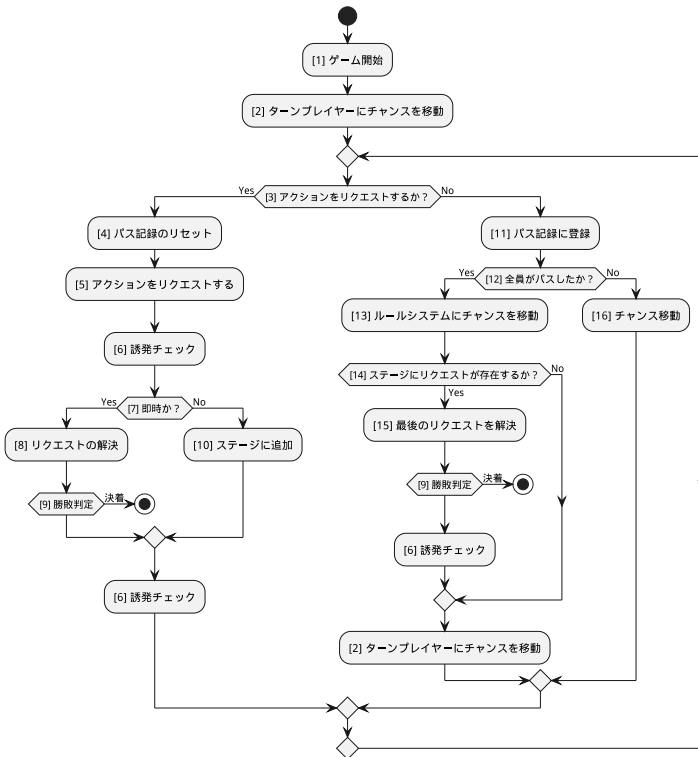 [1] ゲーム開始
[2] ターンプレイヤーにチャンスを移動
[3] アクションをリクエストするか？
Yes
No
[4] パス記録のリセット
[5] アクションをリクエストする
[6] 誘発チェック
[7] 即時か？
Yes
No
[8] リクエストの解決
[10] ステージに追加
[9] 勝敗判定
決着
[6] 誘発チェック
[11] パス記録に登録
[12] 全員がパスしたか？
Yes
No
[13] ルールシステムにチャンスを移動
[16] チャンス移動
[14] ステージにリクエストが存在するか？
No
Yes
[15] 最後のリクエストを解決
[9] 勝敗判定
決着
[6] 誘発チェック
[2] ターンプレイヤーにチャンスを移動